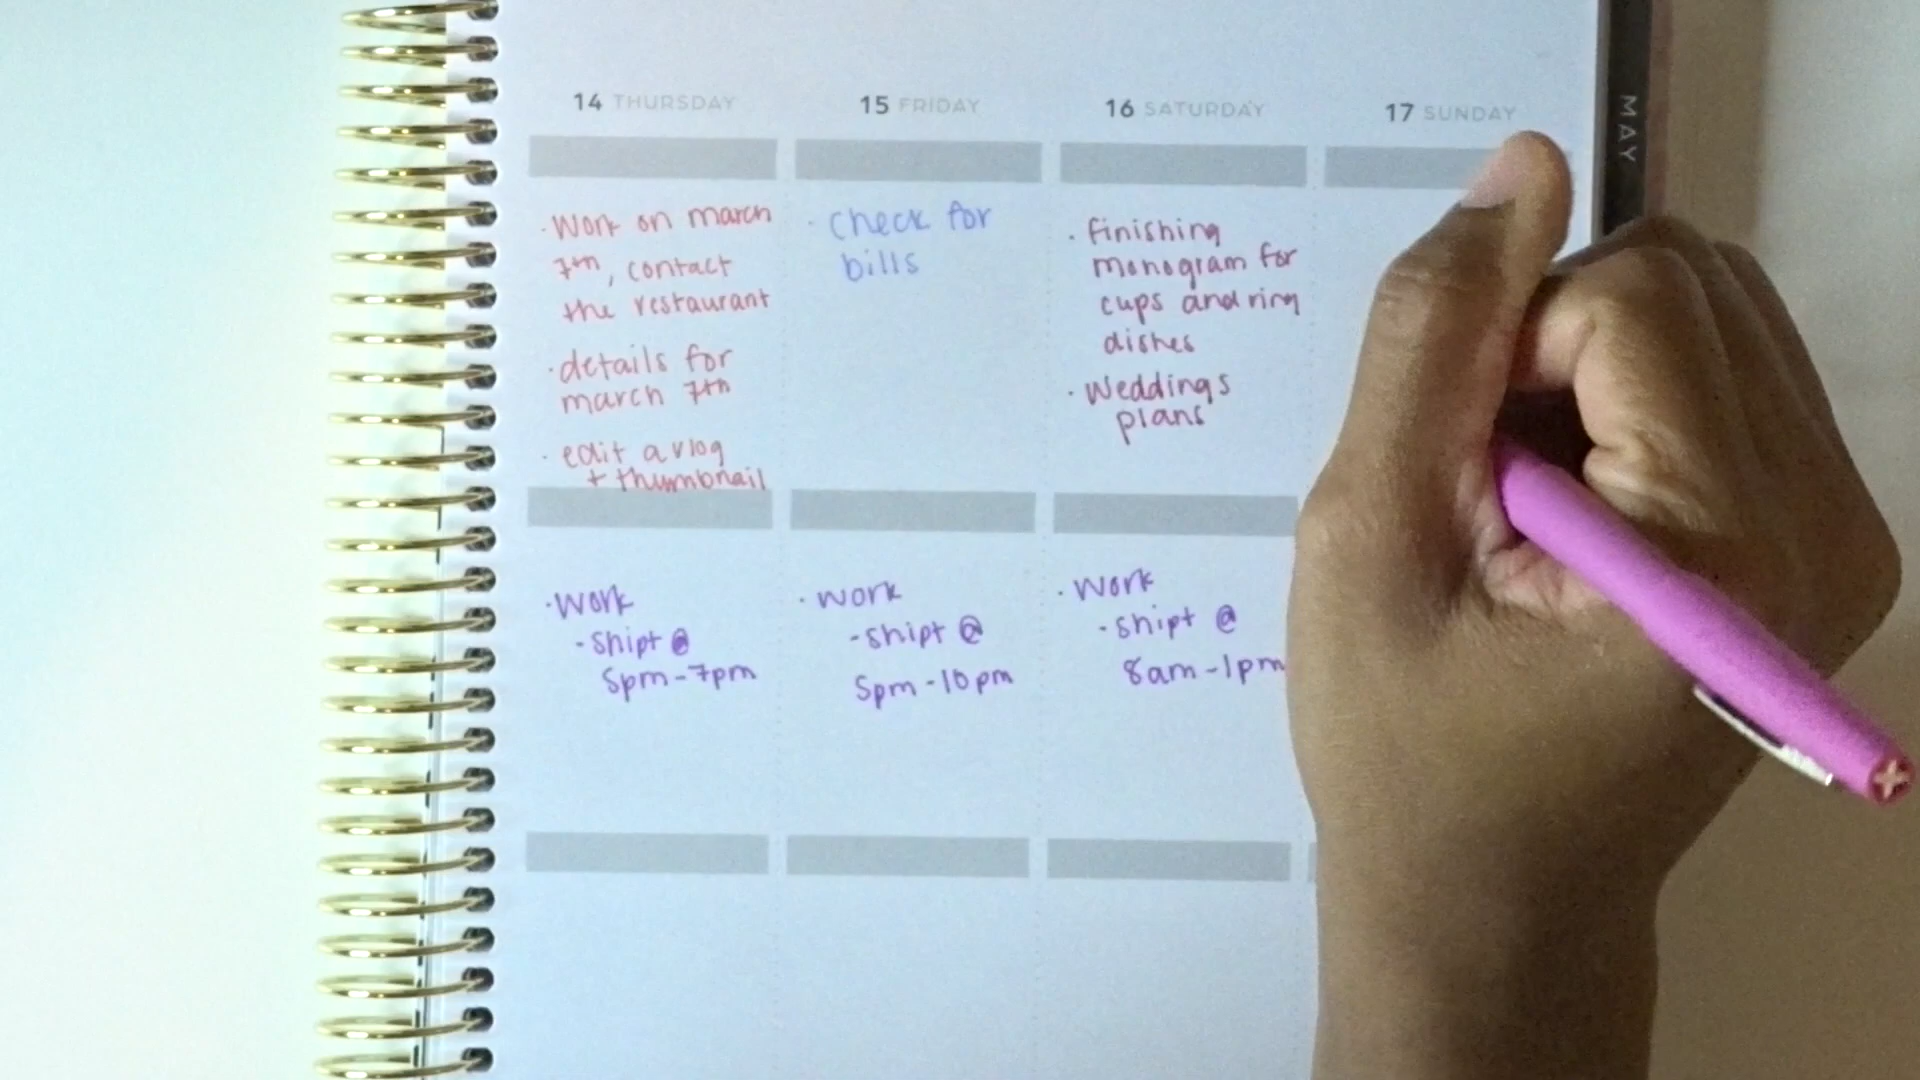 14 THURSDAY
15 FRIDAY
16 SATURDAY
17 SUNDAY
MAY
· Work on march
7th, contact
the restaurant
· details for
march 7th
· edit a vlog
+ thumbnail
· check for
bills
· finishing
monogram for
cups and ring
dishes
· Weddings
plans
· Work
- Shipt @
5pm - 7pm
· work
- shipt @
5pm - 10pm
· work
- shipt @
8am - 1pm